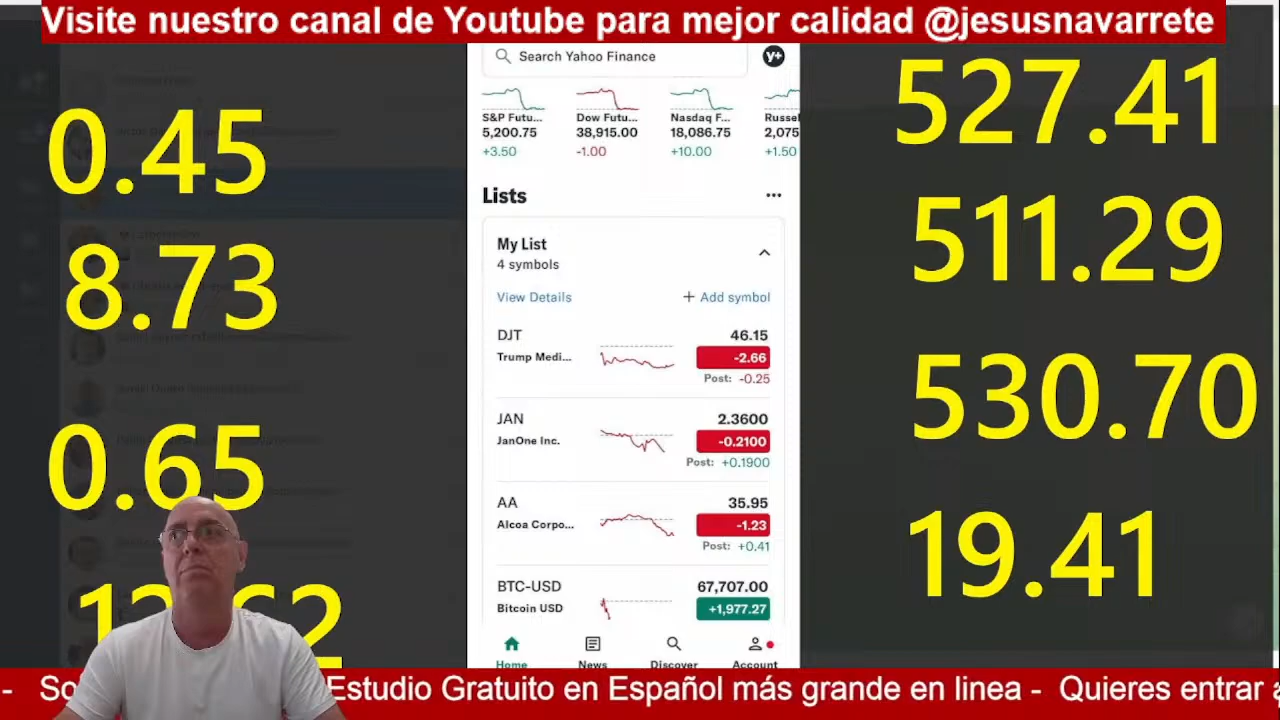 Visite nuestro canal de Youtube para mejor calidad @jesusnavarrete
0.45
8.73
0.65
Search Yahoo Finance
y+
S&P Futu... Dow Futu... Nasdaq F... Russel
5,200.75 38,915.00 18,086.75 2,075
+3.50 -1.00 +10.00 +1.50
Lists
My List
4 symbols
View Details + Add symbol
DJT 46.15
Trump Medi... -2.66
Post: -0.25
JAN 2.3600
JanOne Inc. -0.2100
Post: +0.1900
AA 35.95
Alcoa Corpo... -1.23
Post: +0.41
BTC-USD 67,707.00
Bitcoin USD +1,977.27
Home News Discover Account
527.41
511.29
530.70
19.41
- So Estudio Gratuito en Español más grande en linea - Quieres entrar a